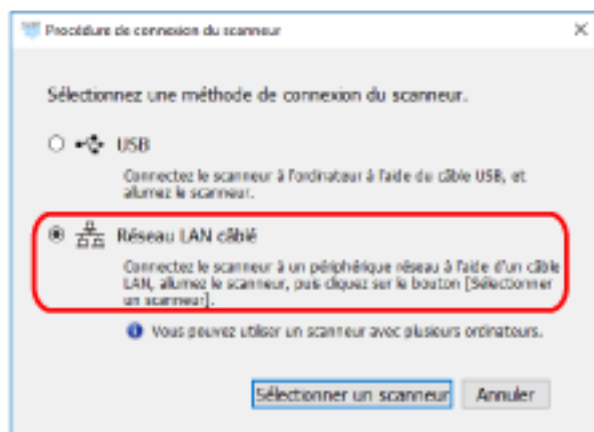 Procédure de connexion du scanneur
Sélectionnez une méthode de connexion du scanneur.
USB
Connectez le scanneur à l'ordinateur à l'aide du câble USB, et
allumez le scanneur.
Réseau LAN câblé
Connectez le scanneur à un périphérique réseau à l'aide d'un câble
LAN, allumez le scanneur, puis cliquez sur le bouton [Sélectionner
un scanneur].
Vous pouvez utiliser un scanneur avec plusieurs ordinateurs.
Sélectionner un scanneur
Annuler